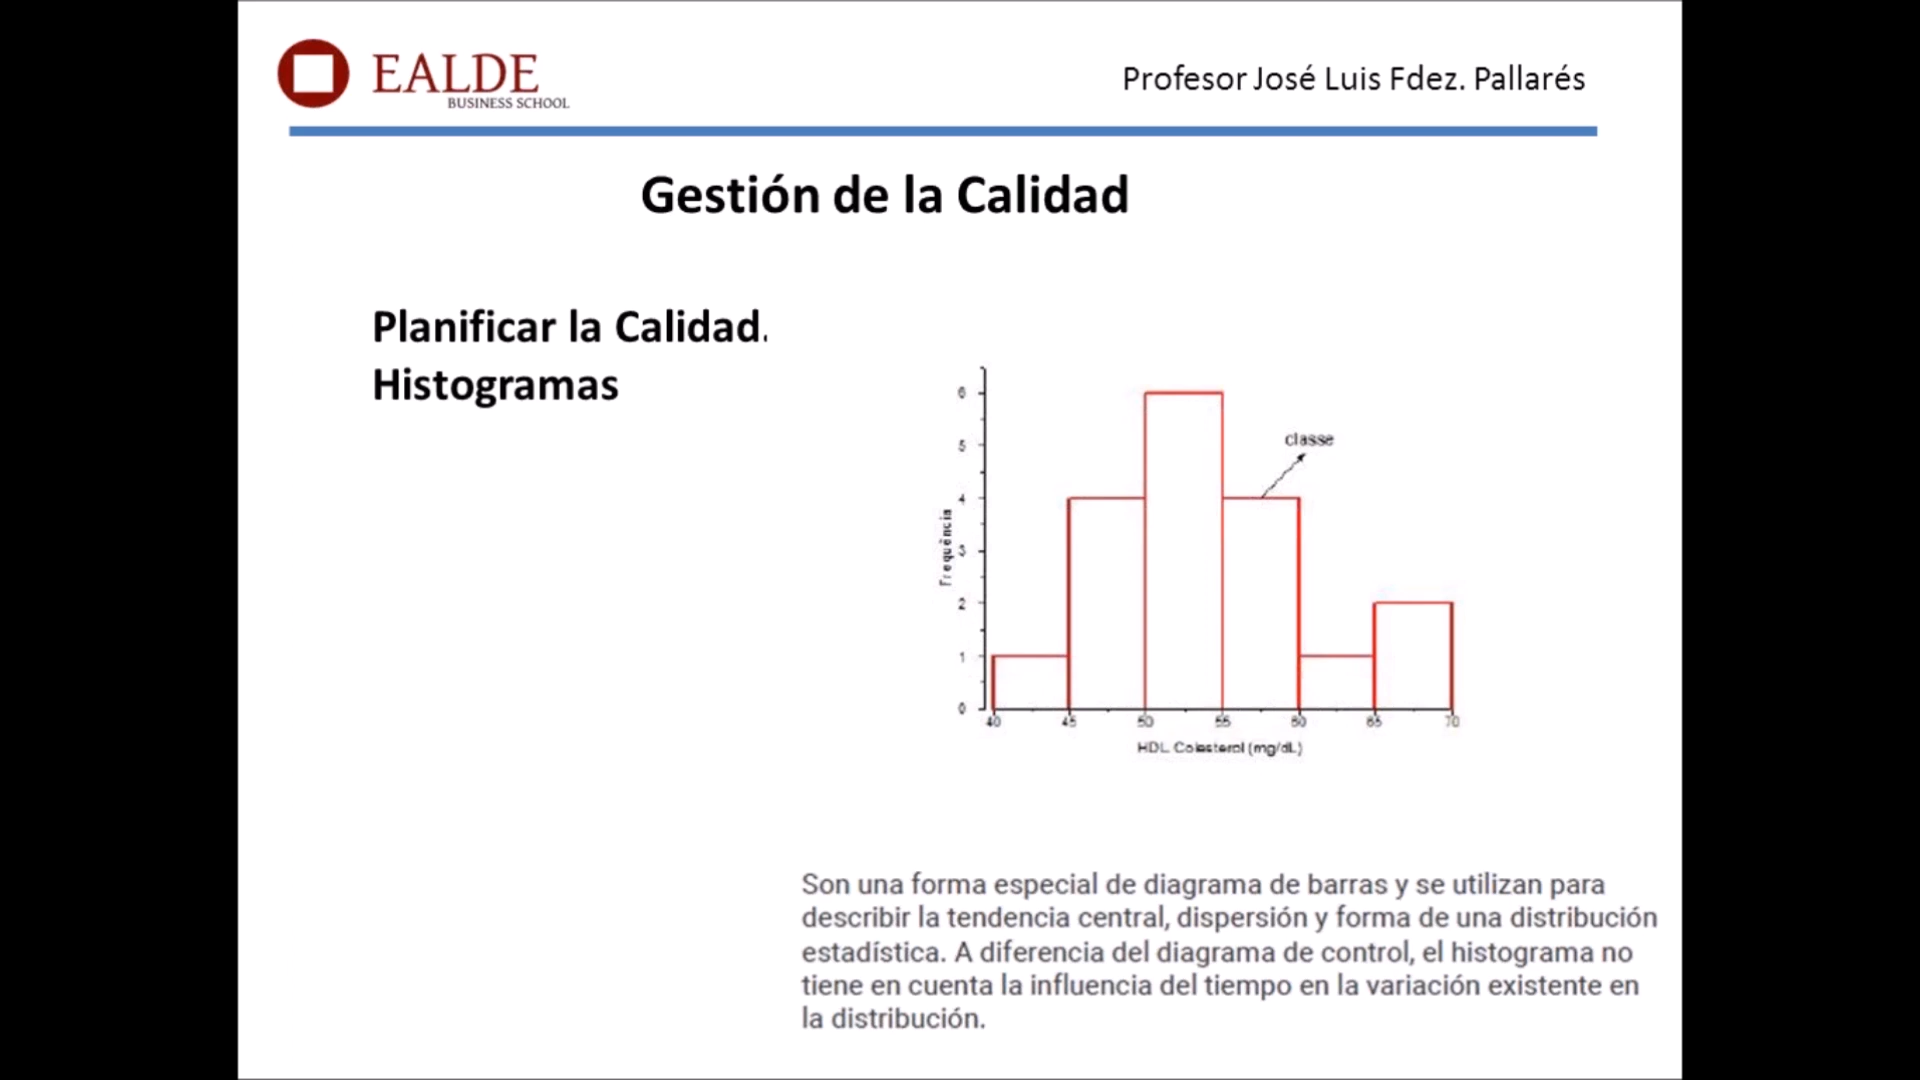 EALDE
BUSINESS SCHOOL
Profesor José Luis Fdez. Pallarés
Gestión de la Calidad
Planificar la Calidad.
Histogramas
6
5
4
3
2
1
0
Frequência
classe
40 45 50 55 60 65 70
HDL Colesterol (mg/dL)
Son una forma especial de diagrama de barras y se utilizan para
describir la tendencia central, dispersión y forma de una distribución
estadística. A diferencia del diagrama de control, el histograma no
tiene en cuenta la influencia del tiempo en la variación existente en
la distribución.